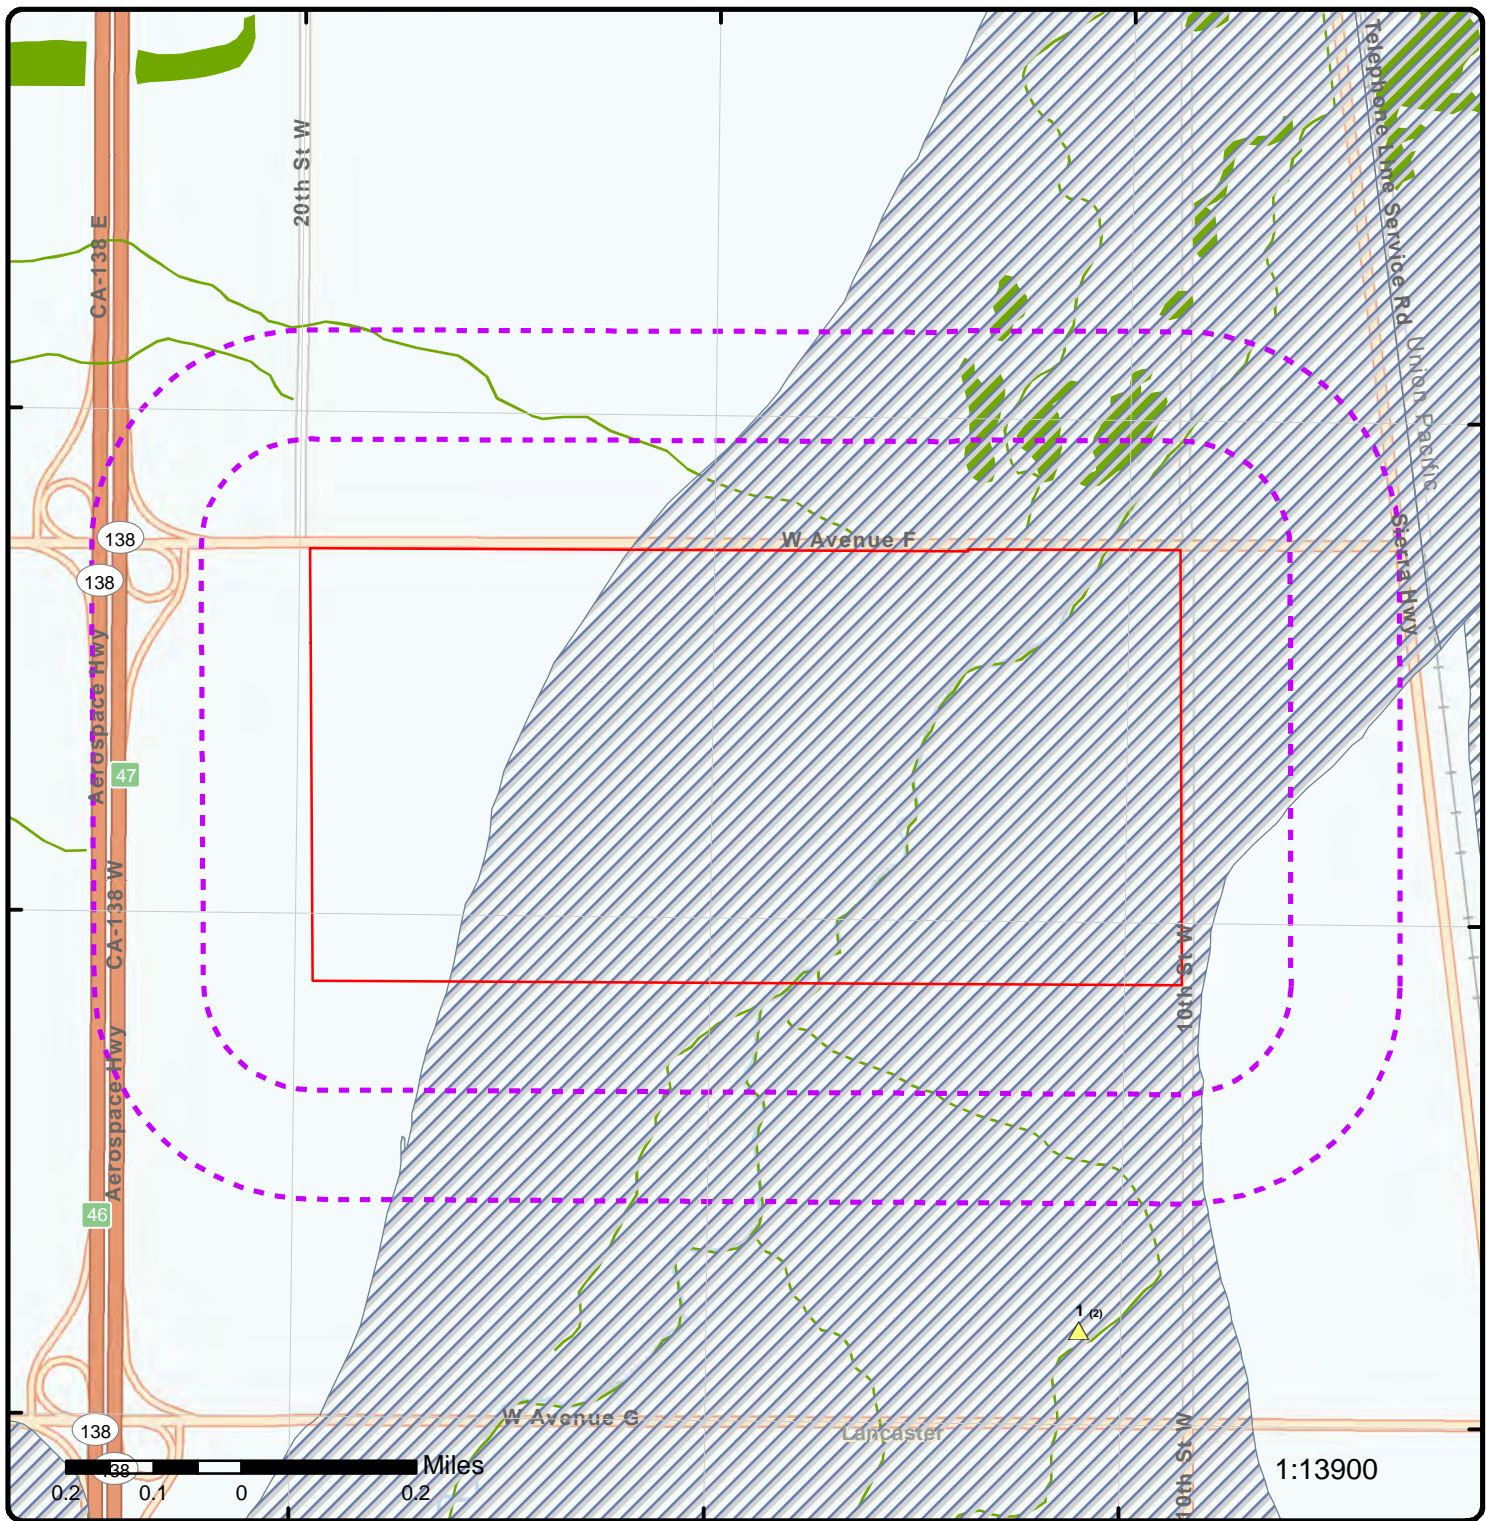 Telephone Line Service Rd
20th St W
CA-138 E
Union Pacific
138
W Avenue F
Sierra Hwy
138
Aerospace Hwy
47
CA-138 W
10th St W
Aerospace Hwy
46
1 (2)
W Avenue G
138
Lancaster
138
Miles
1:13900
0.2 0.1 0 0.2
10th St W